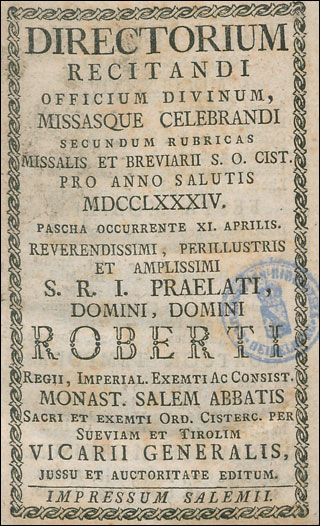 DIRECTORIUM
RECITANDI
OFFICIUM DIVINUM,
MISSASQUE CELEBRANDI
SECUNDUM RUBRICAS
MISSALIS ET BREVIARII S. O. CIST.
PRO ANNO SALUTIS
MDCCLXXXIV.
PASCHA OCCURRENTE XI. APRILIS.
REVERENDISSIMI, PERILLUSTRIS
ET AMPLISSIMI
S. R. I. PRAELATI,
DOMINI, DOMINI
ROBERTI
REGII, IMPERIAL. EXEMTI AC CONSIST.
MONAST. SALEM ABBATIS
SACRI ET EXEMTI ORD. CISTERC. PER
SUEVIAM ET TIROLIM
VICARII GENERALIS,
JUSSU ET AUCTORITATE EDITUM.
IMPRESSUM SALEMII.